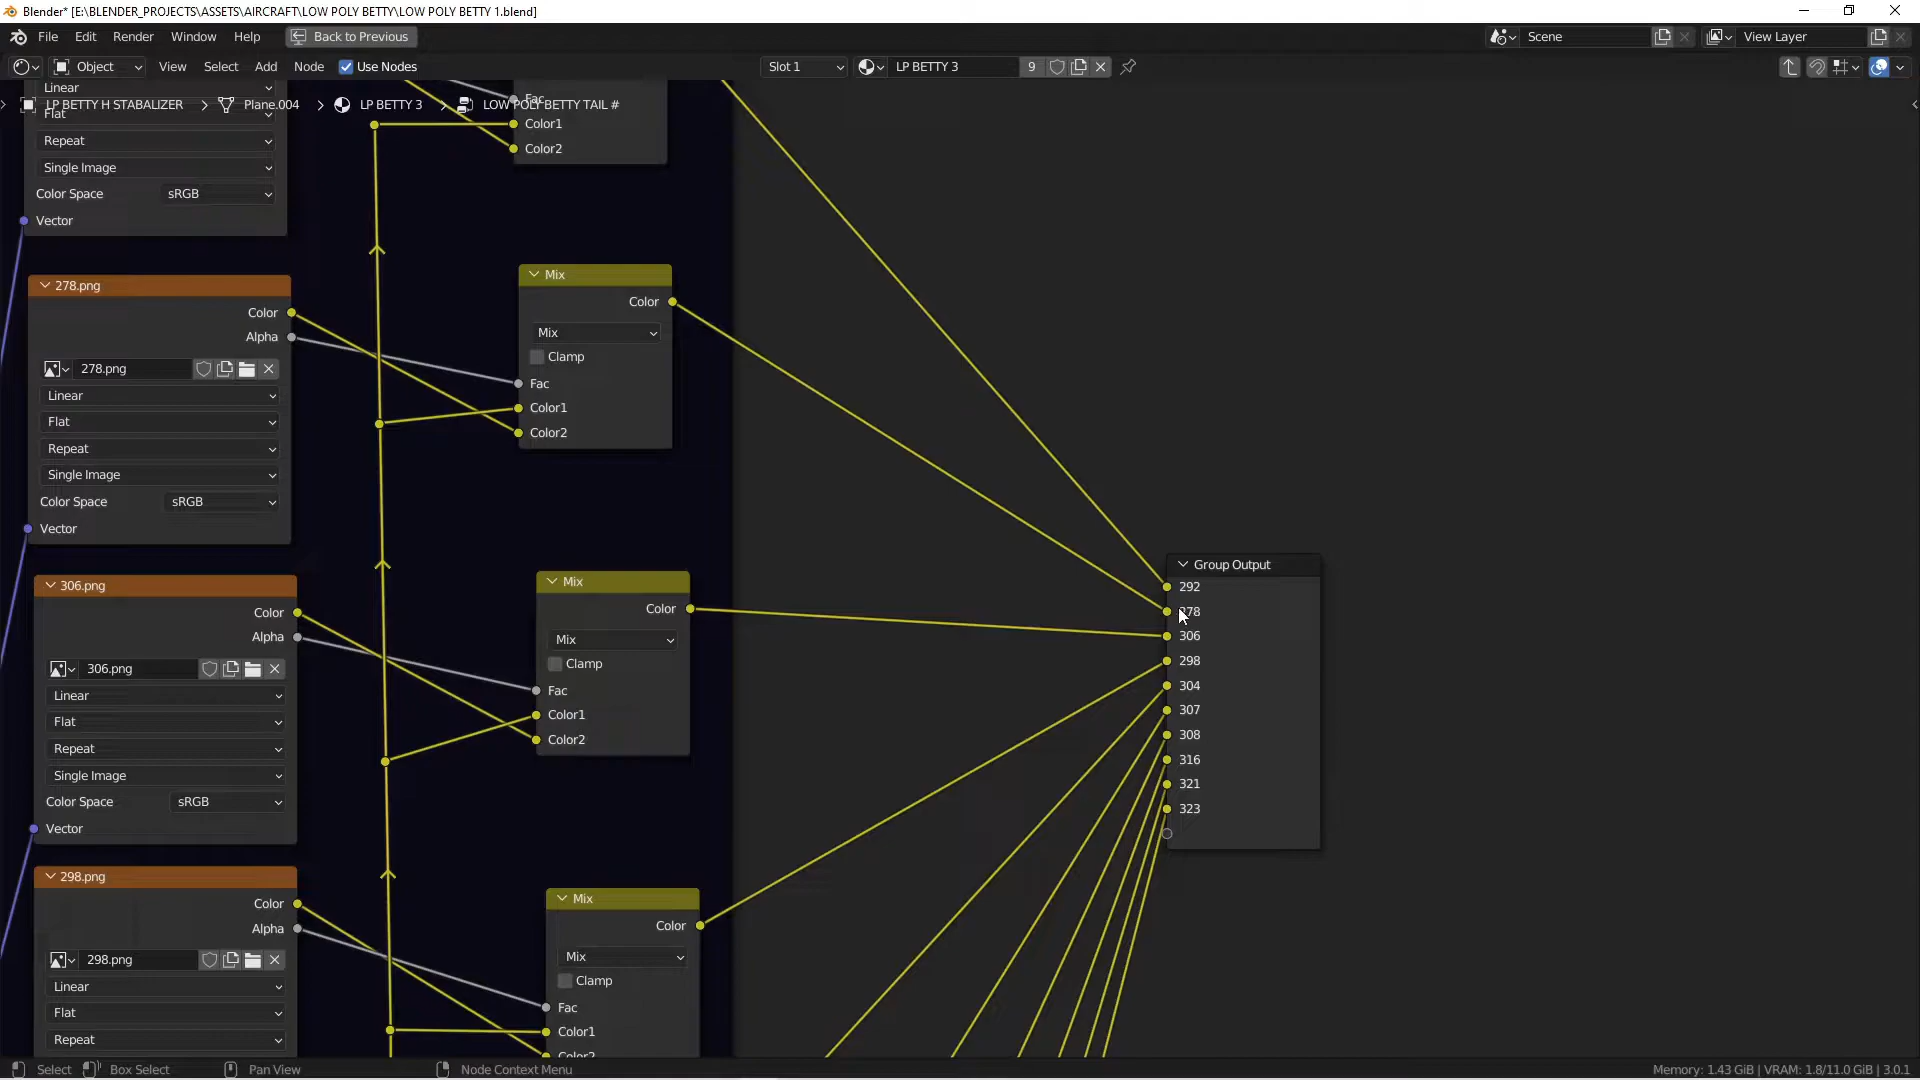 Blender* [E:\BLENDER_PROJECTS\ASSETS\AIRCRAFT\LOW POLY BETTY\LOW POLY BETTY 1.blend]
File Edit Render Window Help Back to Previous Scene View Layer
Object View Select Add Node Use Nodes Slot 1 LP BETTY 3 9
Linear
LP BETTY H STABALIZER Plane.004 LP BETTY 3 LOW POLY BETTY TAIL #
Fac
Flat
Color1
Repeat
Color2
Single Image
Color Space sRGB
Vector
Mix
Color
Mix
Clamp
Fac
Color1
Color2
278.png
Color
Alpha
278.png
Linear
Flat
Repeat
Single Image
Color Space sRGB
Vector
Mix
Color
Mix
Clamp
Fac
Color1
Color2
306.png
Color
Alpha
306.png
Linear
Flat
Repeat
Single Image
Color Space sRGB
Vector
Mix
Color
Mix
Clamp
Fac
Color1
Color2
298.png
Color
Alpha
298.png
Linear
Flat
Repeat
Group Output
292
278
306
298
304
307
308
316
321
323
Select Box Select Pan View Node Context Menu Memory: 1.43 GiB | VRAM: 1.8/11.0 GiB | 3.0.1